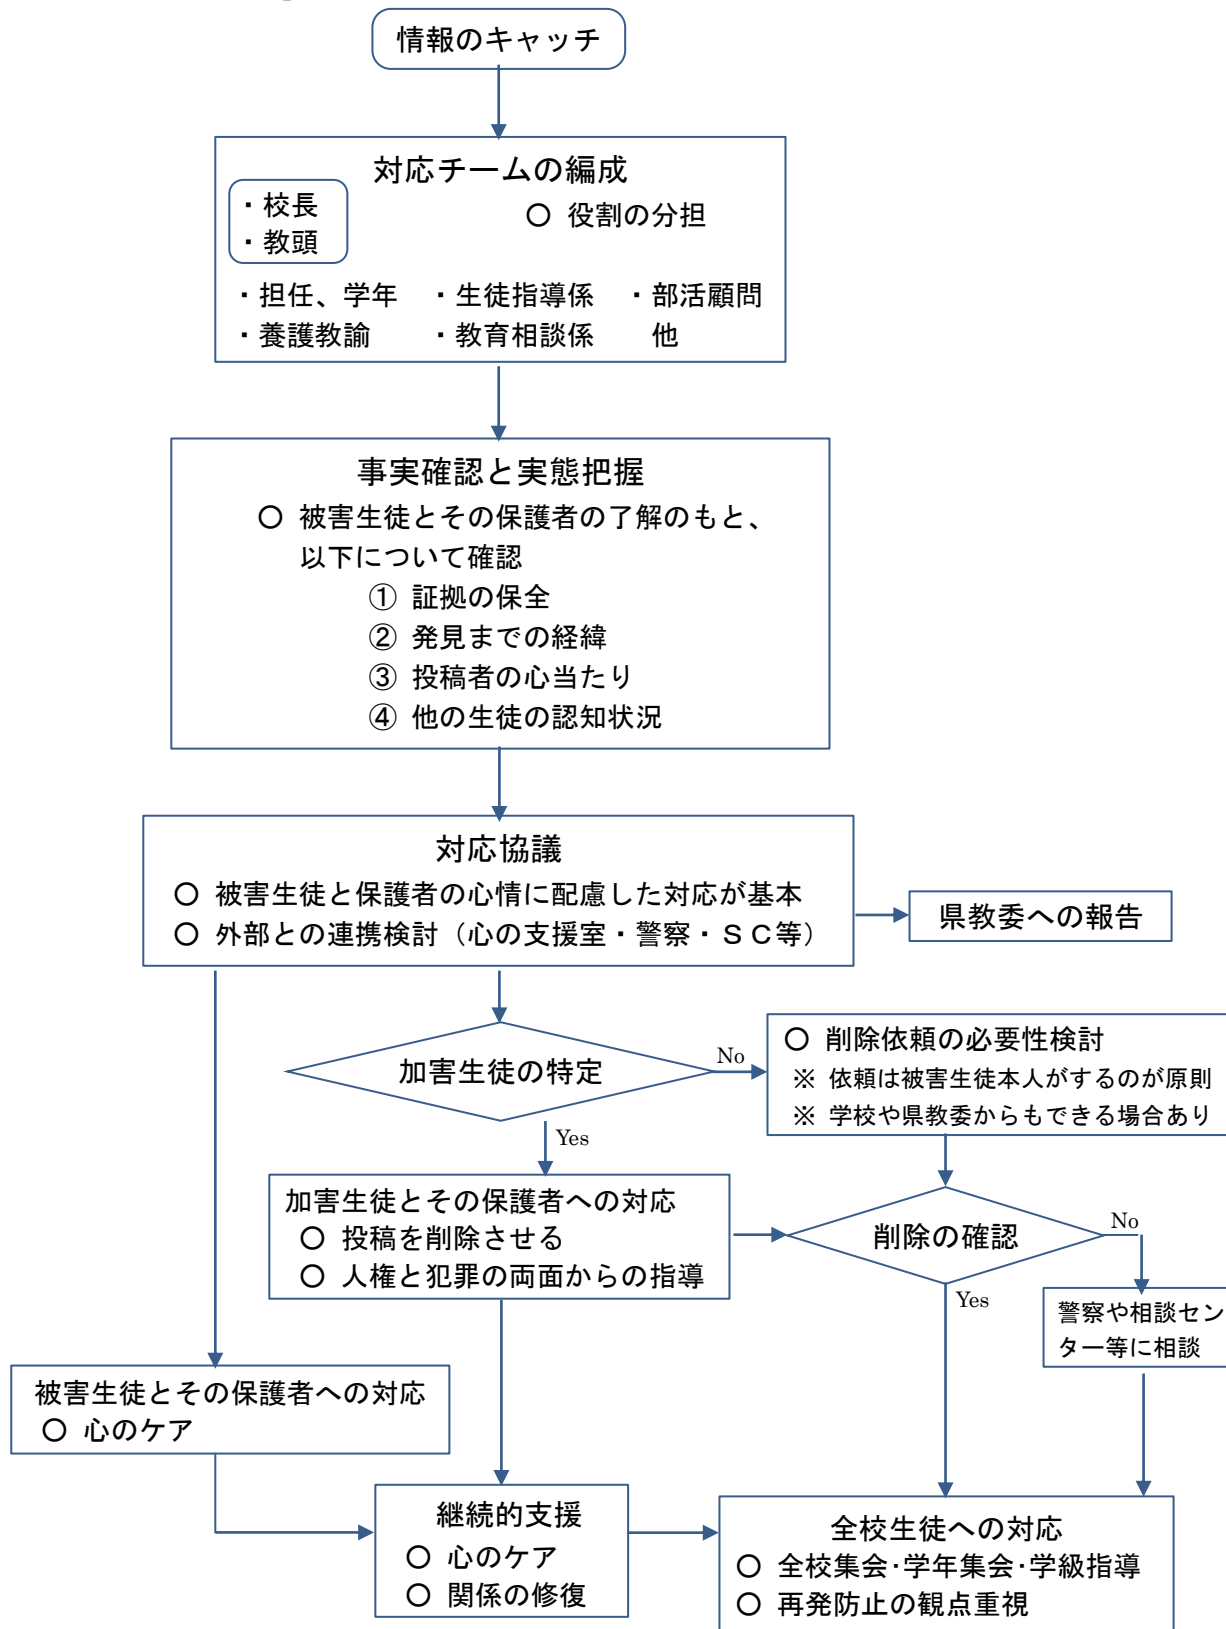 情報のキャッチ
対応チームの編成
・校長
・教頭
○ 役割の分担
・担任、学年 ・生徒指導係 ・部活顧問
・養護教諭 ・教育相談係 他
事実確認と実態把握
○ 被害生徒とその保護者の了解のもと、
以下について確認
① 証拠の保全
② 発見までの経緯
③ 投稿者の心当たり
④ 他の生徒の認知状況
対応協議
○ 被害生徒と保護者の心情に配慮した対応が基本
○ 外部との連携検討（心の支援室・警察・ＳＣ等）
県教委への報告
加害生徒の特定
No
Yes
○ 削除依頼の必要性検討
※ 依頼は被害生徒本人がするのが原則
※ 学校や県教委からもできる場合あり
加害生徒とその保護者への対応
○ 投稿を削除させる
○ 人権と犯罪の両面からの指導
削除の確認
No
Yes
警察や相談セン
ター等に相談
被害生徒とその保護者への対応
○ 心のケア
継続的支援
○ 心のケア
○ 関係の修復
全校生徒への対応
○ 全校集会・学年集会・学級指導
○ 再発防止の観点重視